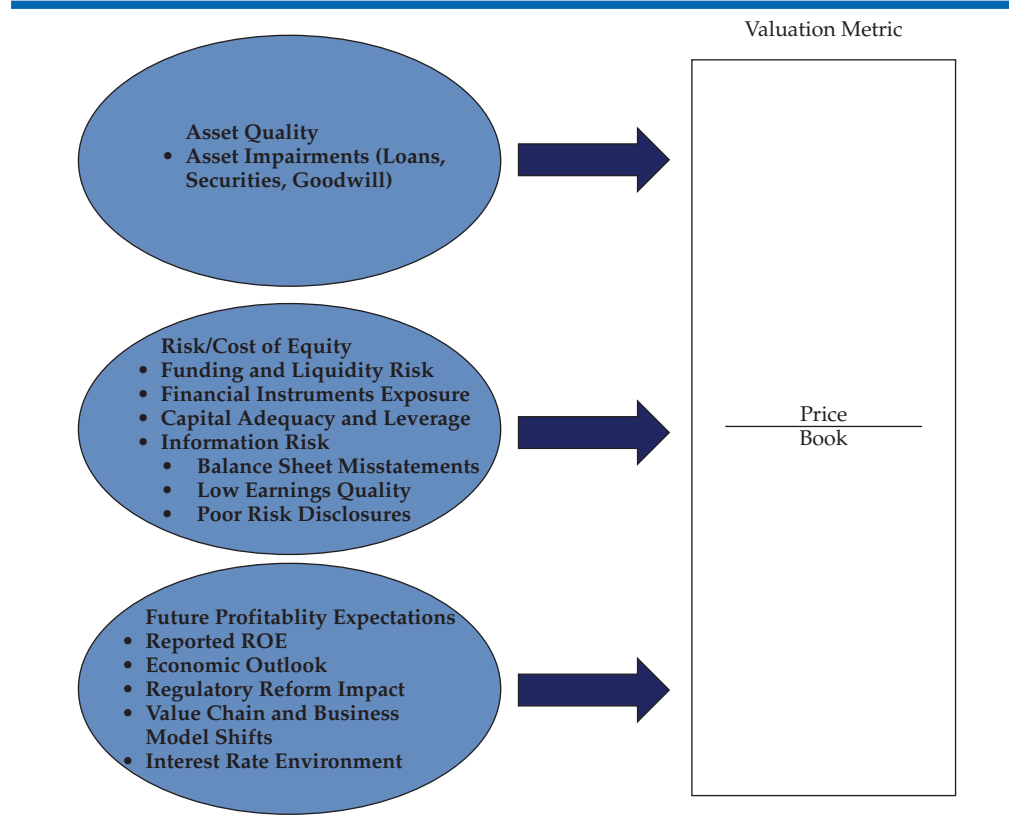 Valuation Metric
Asset Quality
• Asset Impairments (Loans,
Securities, Goodwill)
Risk/Cost of Equity
• Funding and Liquidity Risk
• Financial Instruments Exposure
• Capital Adequacy and Leverage
• Information Risk
• Balance Sheet Misstatements
• Low Earnings Quality
• Poor Risk Disclosures
Price
Book
Future Profitablity Expectations
• Reported ROE
• Economic Outlook
• Regulatory Reform Impact
• Value Chain and Business
Model Shifts
• Interest Rate Environment